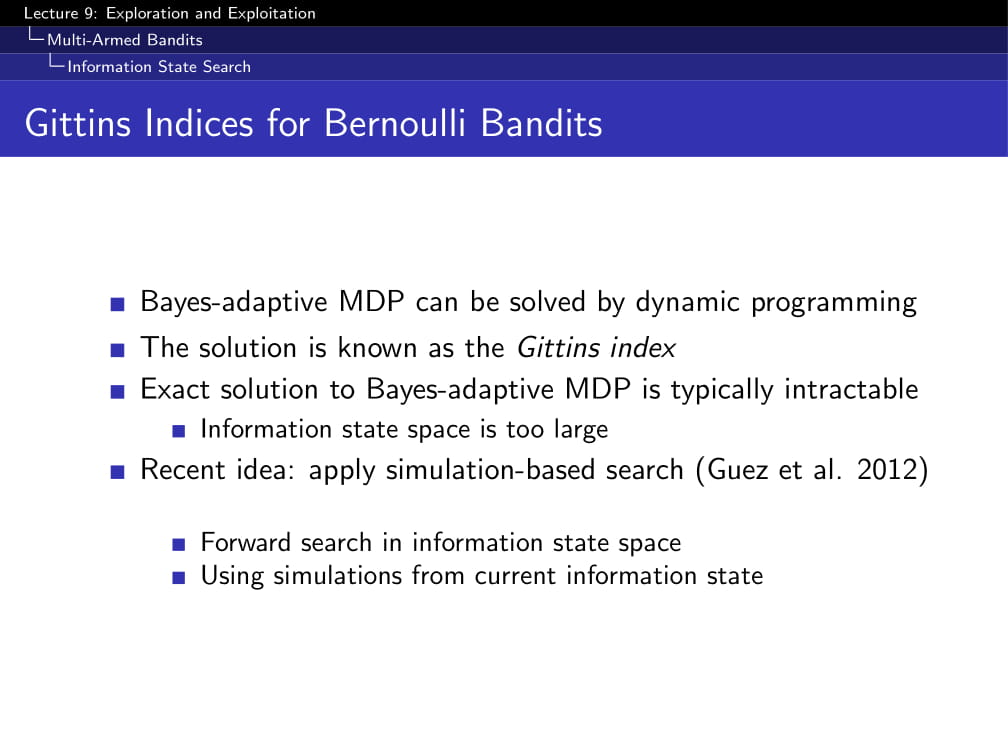 Lecture 9: Exploration and Exploitation
Multi-Armed Bandits
Information State Search
Gittins Indices for Bernoulli Bandits
Bayes-adaptive MDP can be solved by dynamic programming
The solution is known as the Gittins index
Exact solution to Bayes-adaptive MDP is typically intractable
Information state space is too large
Recent idea: apply simulation-based search (Guez et al. 2012)
Forward search in information state space
Using simulations from current information state